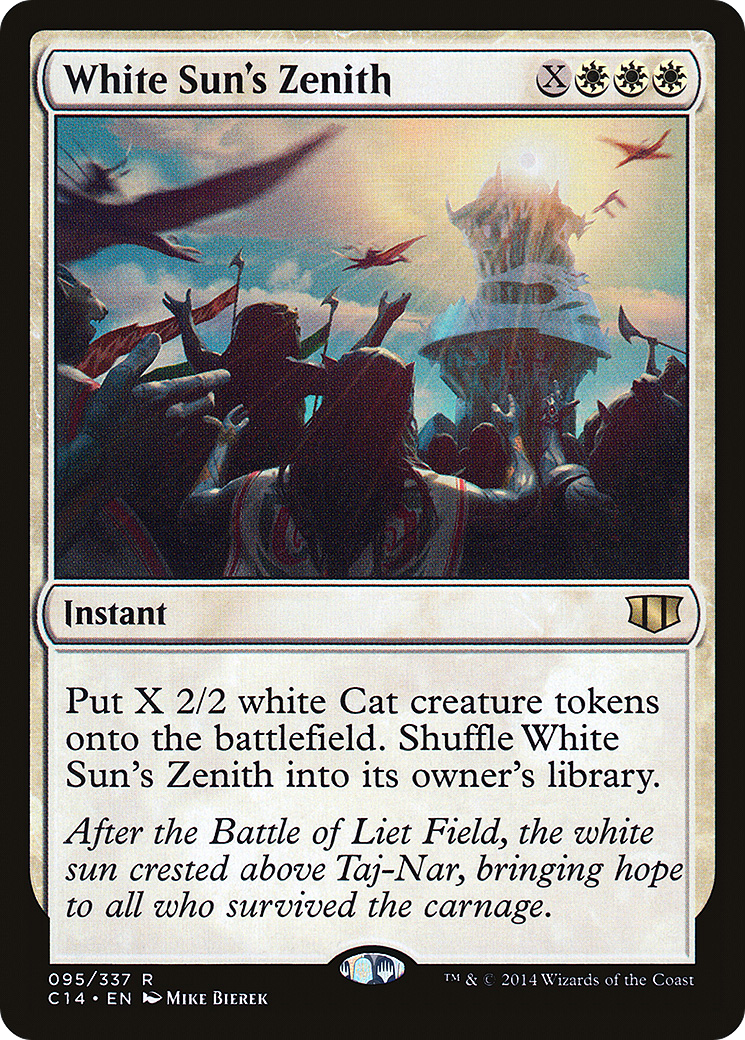 White Sun's Zenith X
Instant
Put X 2/2 white Cat creature tokens
onto the battlefield. Shuffle White
Sun's Zenith into its owner's library.
After the Battle of Liet Field, the white
sun crested above Taj-Nar, bringing hope
to all who survived the carnage.
095/337 R
C14 • EN Mike Bierek
™ & © 2014 Wizards of the Coast